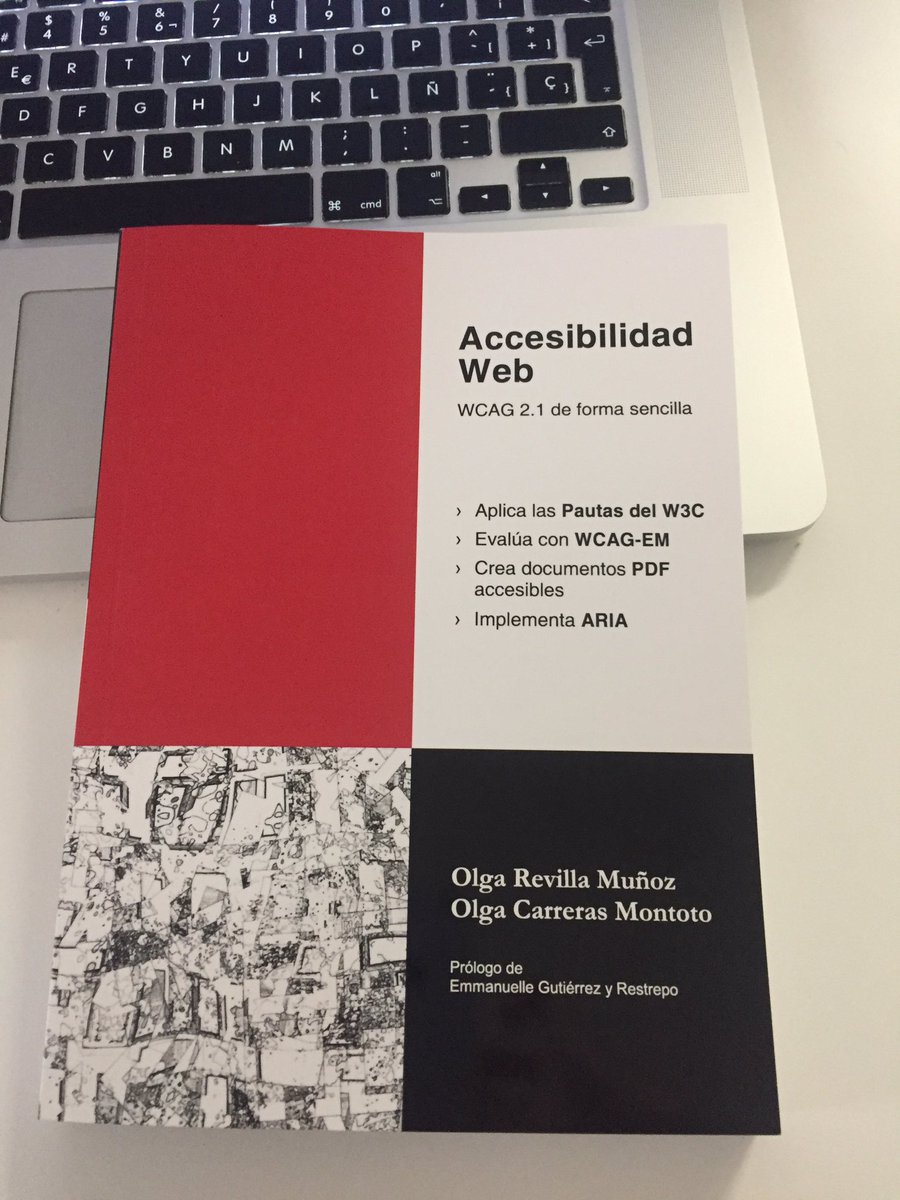 # $ 4 % 5 & 6 ¬ / 7 ( 8 ) 9 = 0
E € R T Y U I O P ^ ` [ * + ]
D F G H J K L Ñ ¨ ´ { Ç }
C V B N M ; , : . _ -
⌘ cmd alt ⌥
Accesibilidad
Web
WCAG 2.1 de forma sencilla
› Aplica las Pautas del W3C
› Evalúa con WCAG-EM
› Crea documentos PDF
accesibles
› Implementa ARIA
Olga Revilla Muñoz
Olga Carreras Montoto
Prólogo de
Emmanuelle Gutiérrez y Restrepo